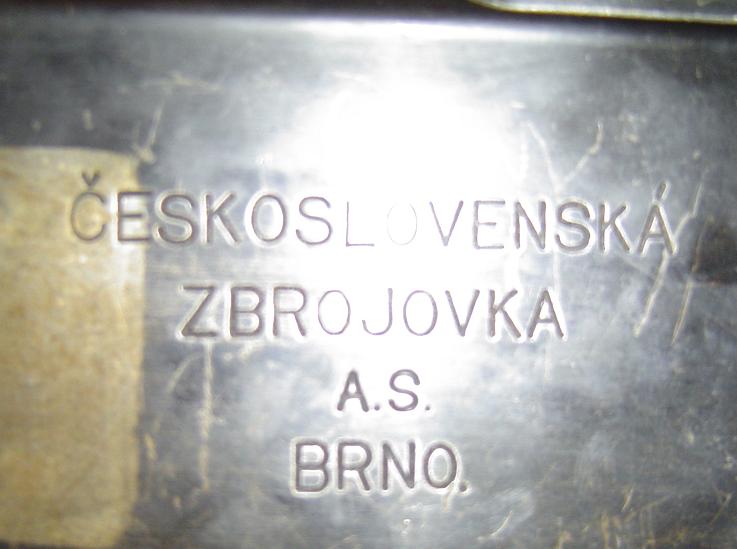 ČESKOSLOVENSKÁ
ZBROJOVKA
A.S.
BRNO.